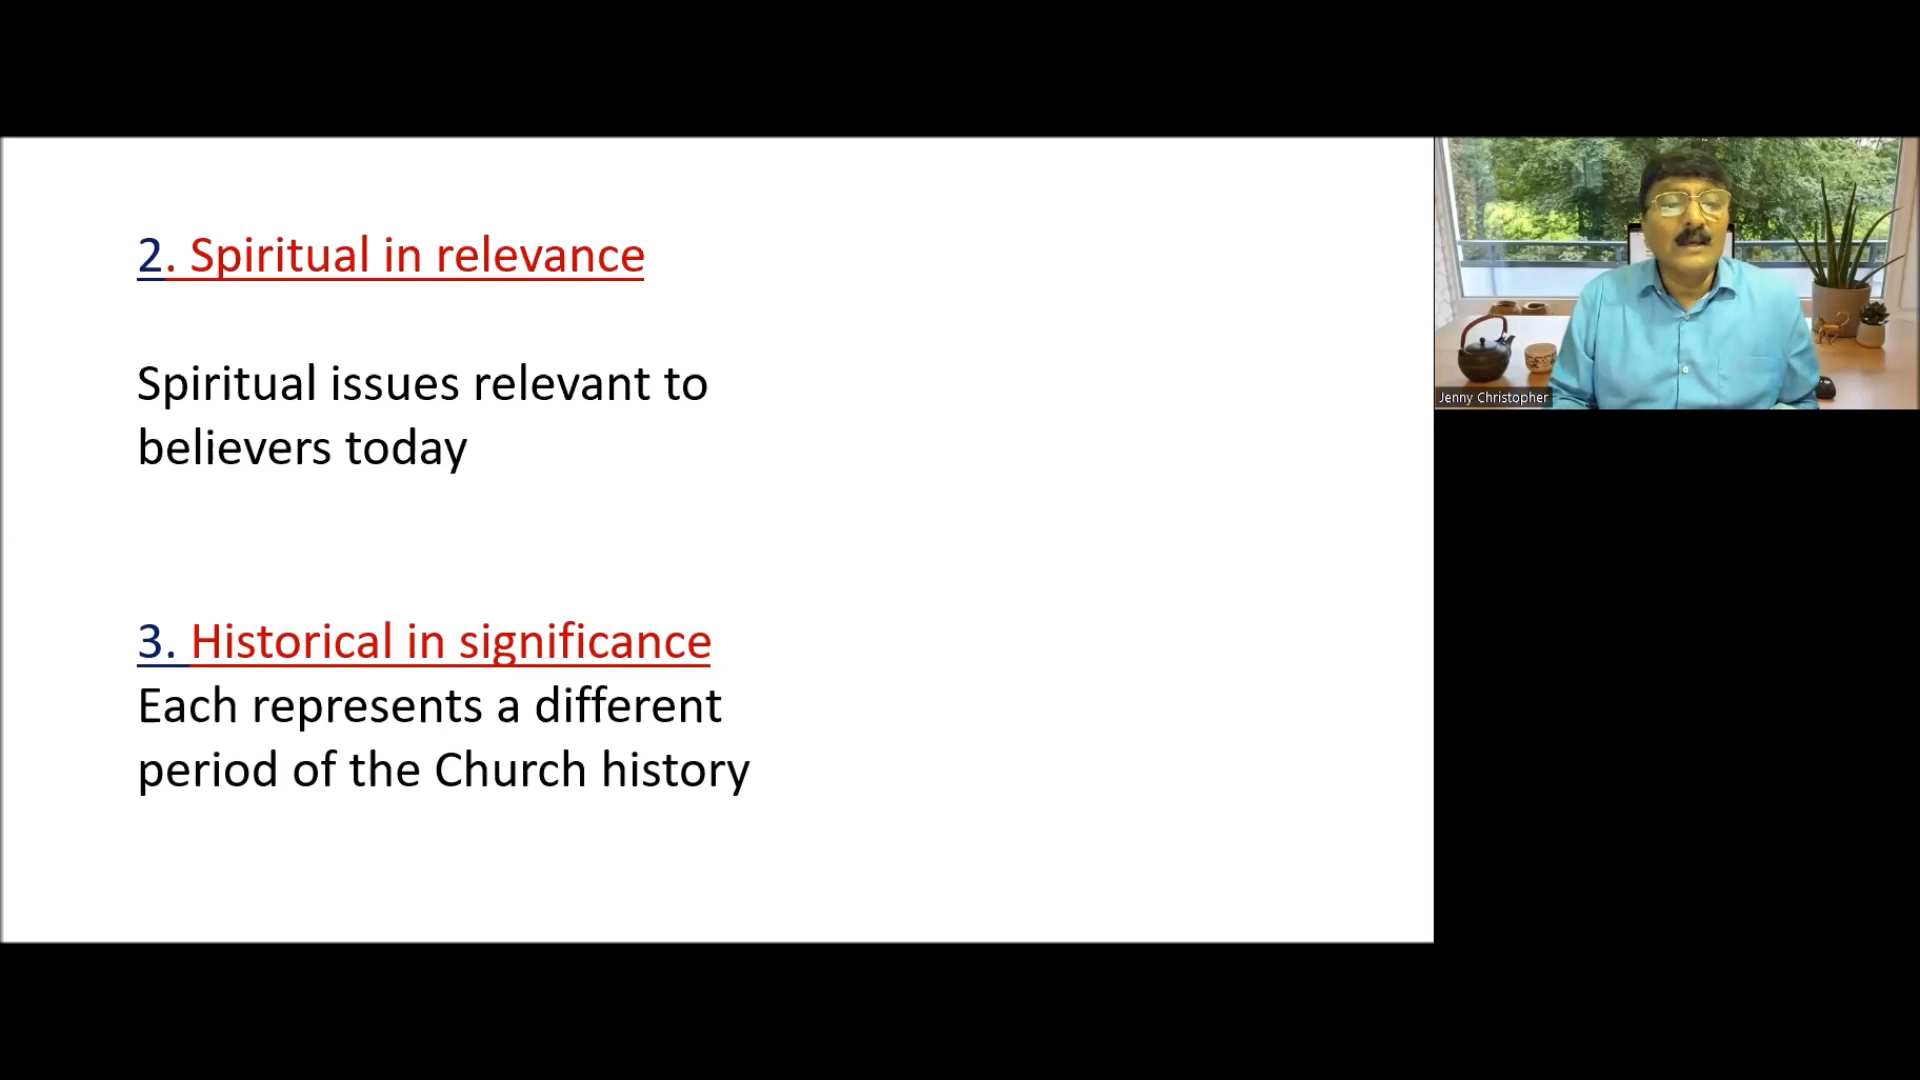 2. Spiritual in relevance
Spiritual issues relevant to
believers today
3. Historical in significance
Each represents a different
period of the Church history
Jenny Christopher